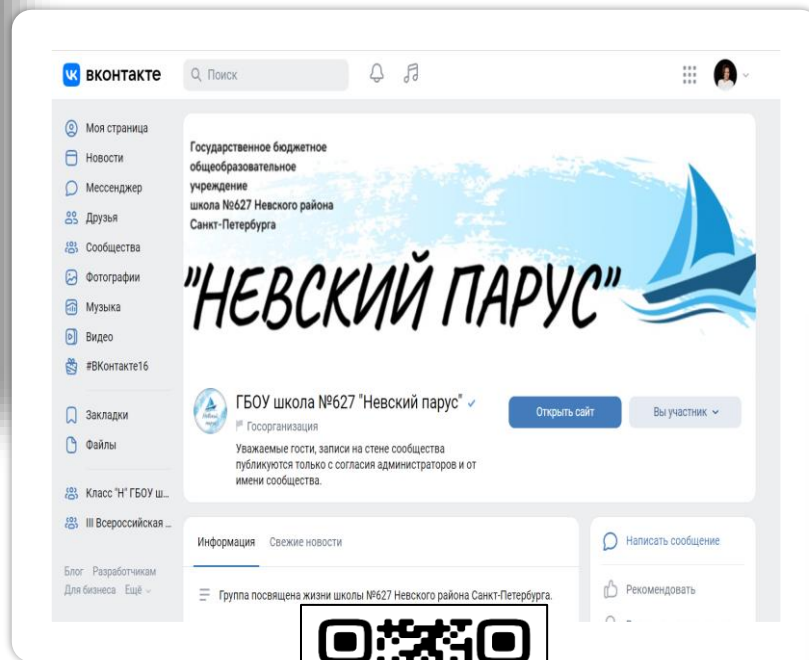 ВКОНТАКТЕ
Поиск
Моя страница
Новости
Мессенджер
Друзья
Сообщества
Фотографии
Музыка
Видео
#ВКонтакте16
Закладки
Файлы
Класс "Н" ГБОУ ш...
III Всероссийская ...
Блог Разработчикам
Для бизнеса Ещё
Государственное бюджетное
общеобразовательное
учреждение
школа №627 Невского района
Санкт-Петербурга
"НЕВСКИЙ ПАРУС"
ГБОУ школа №627 "Невский парус"
Госорганизация
Уважаемые гости, записи на стене сообщества
публикуются только с согласия администраторов и от
имени сообщества.
Открыть сайт
Вы участник
Информация Свежие новости
Группа посвящена жизни школы №627 Невского района Санкт-Петербурга.
Написать сообщение
Рекомендовать